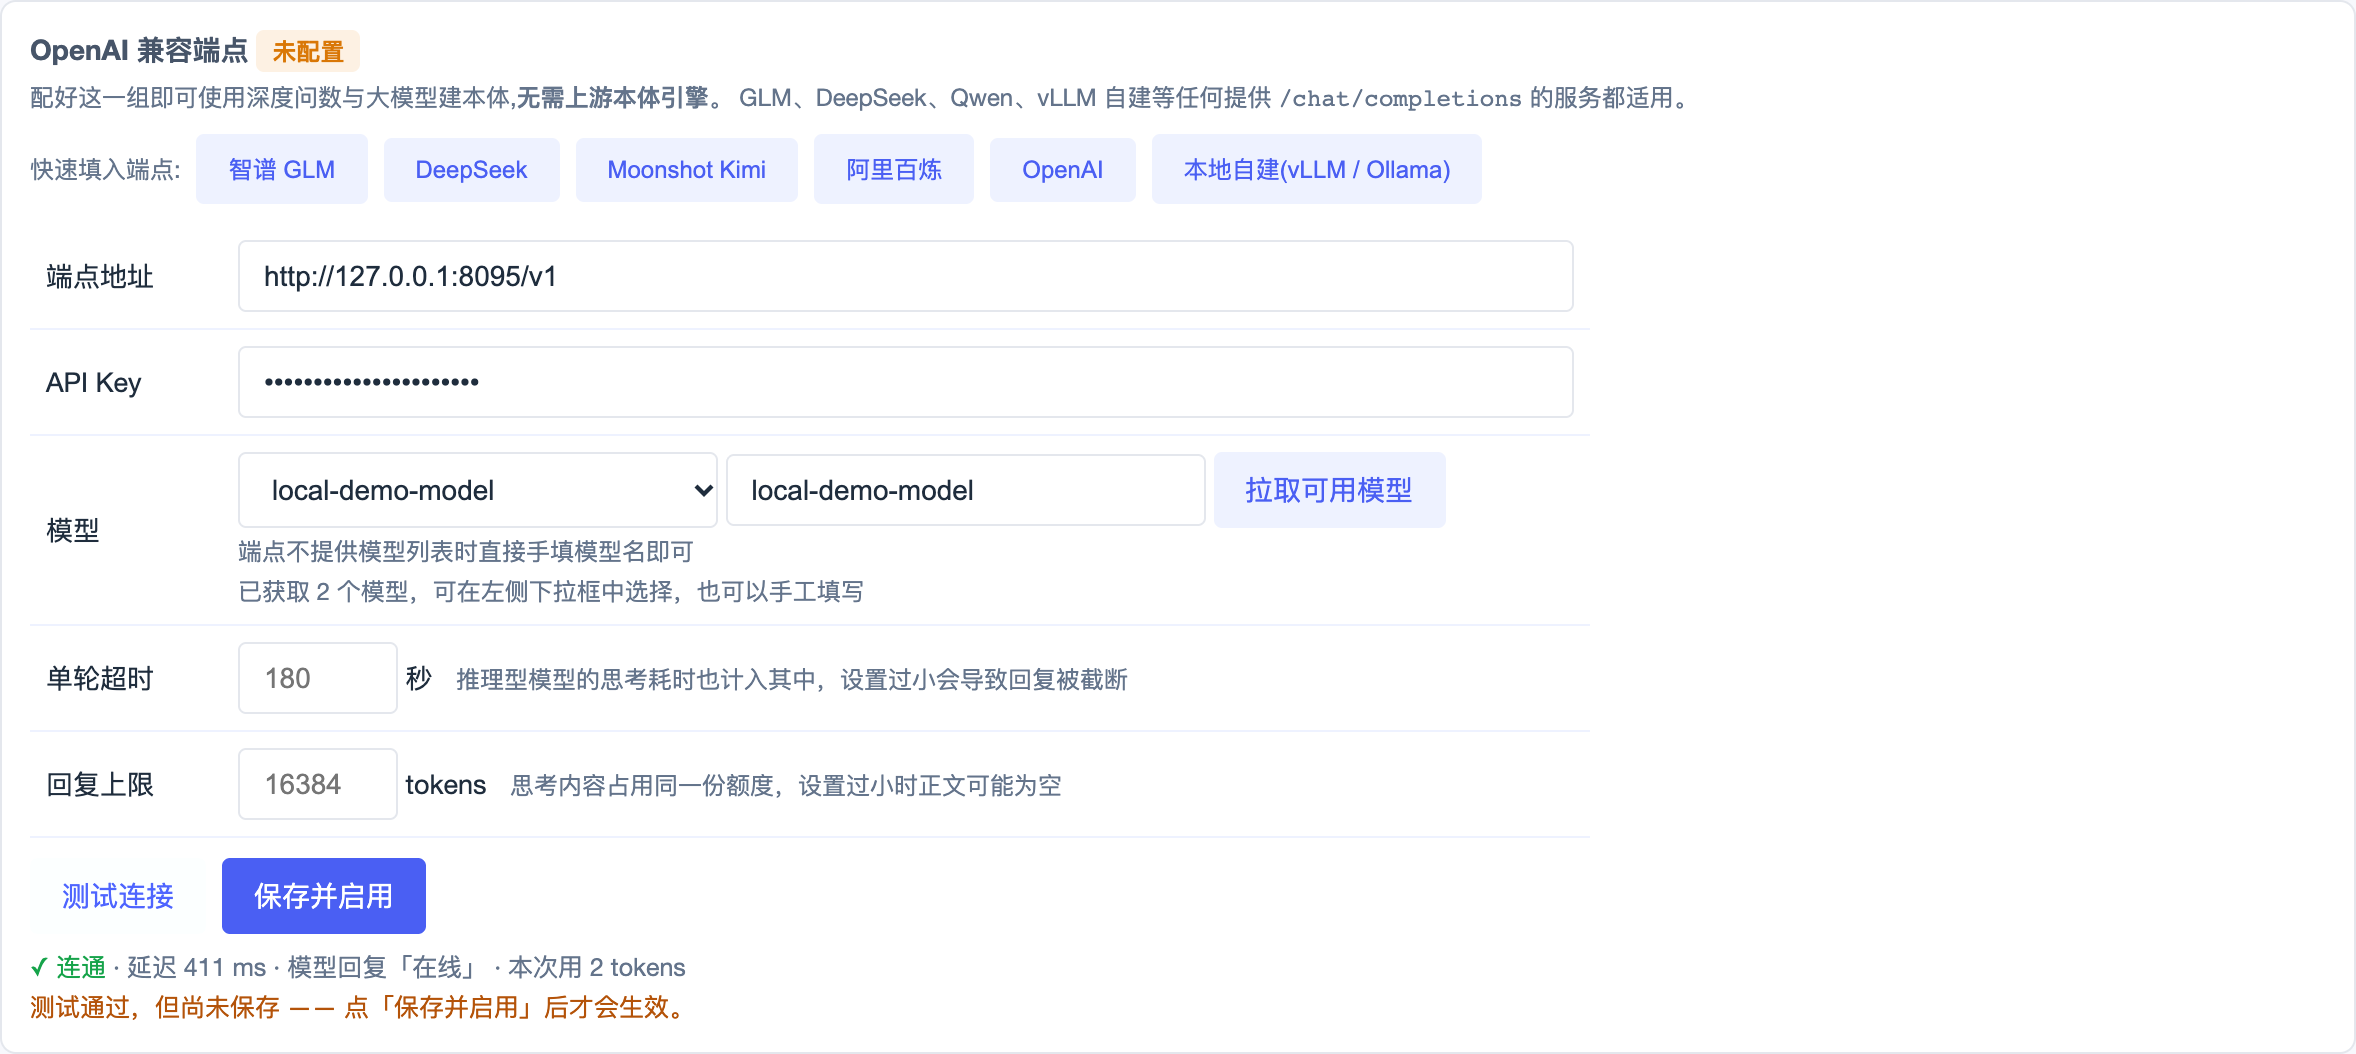 OpenAI 兼容端点 未配置
配好这一组即可使用深度问数与大模型建本体,无需上游本体引擎。 GLM、DeepSeek、Qwen、vLLM 自建等任何提供 /chat/completions 的服务都适用。
快速填入端点: 智谱 GLM DeepSeek Moonshot Kimi 阿里百炼 OpenAI 本地自建(vLLM / Ollama)
端点地址 http://127.0.0.1:8095/v1
API Key ••••••••••••••••••••••
模型 local-demo-model local-demo-model 拉取可用模型
端点不提供模型列表时直接手填模型名即可
已获取 2 个模型，可在左侧下拉框中选择，也可以手工填写
单轮超时 180 秒 推理型模型的思考耗时也计入其中，设置过小会导致回复被截断
回复上限 16384 tokens 思考内容占用同一份额度，设置过小时正文可能为空
测试连接 保存并启用
✓ 连通 · 延迟 411 ms · 模型回复「在线」 · 本次用 2 tokens
测试通过，但尚未保存 —— 点「保存并启用」后才会生效。